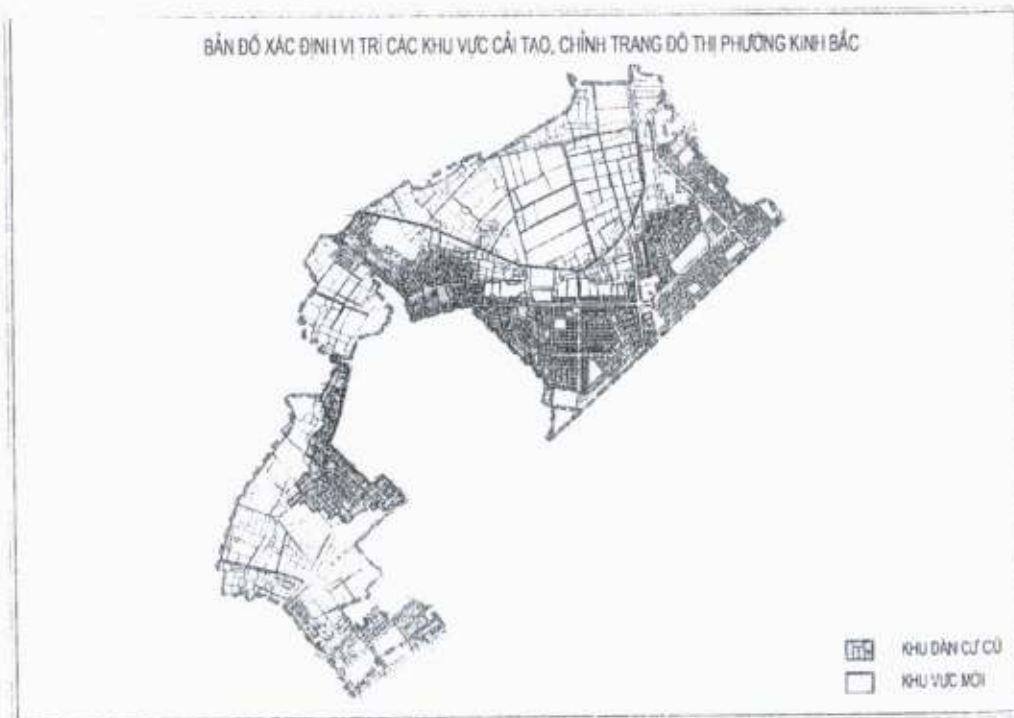 BẢN ĐỒ XÁC ĐỊNH VỊ TRÍ CÁC KHU VỰC CẢI TẠO, CHỈNH TRANG ĐÔ THỊ PHƯỜNG KINH BẮC
KHU DÂN CƯ CŨ
KHU VỰC MỚI